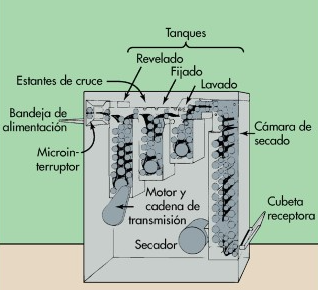 Tanques
Revelado
Fijado
Estantes de cruce
Lavado
Bandeja de
alimentación
Cámara de
secado
Microin-
terruptor
Motor y
cadena de
transmisión
Cubeta
receptora
Secador